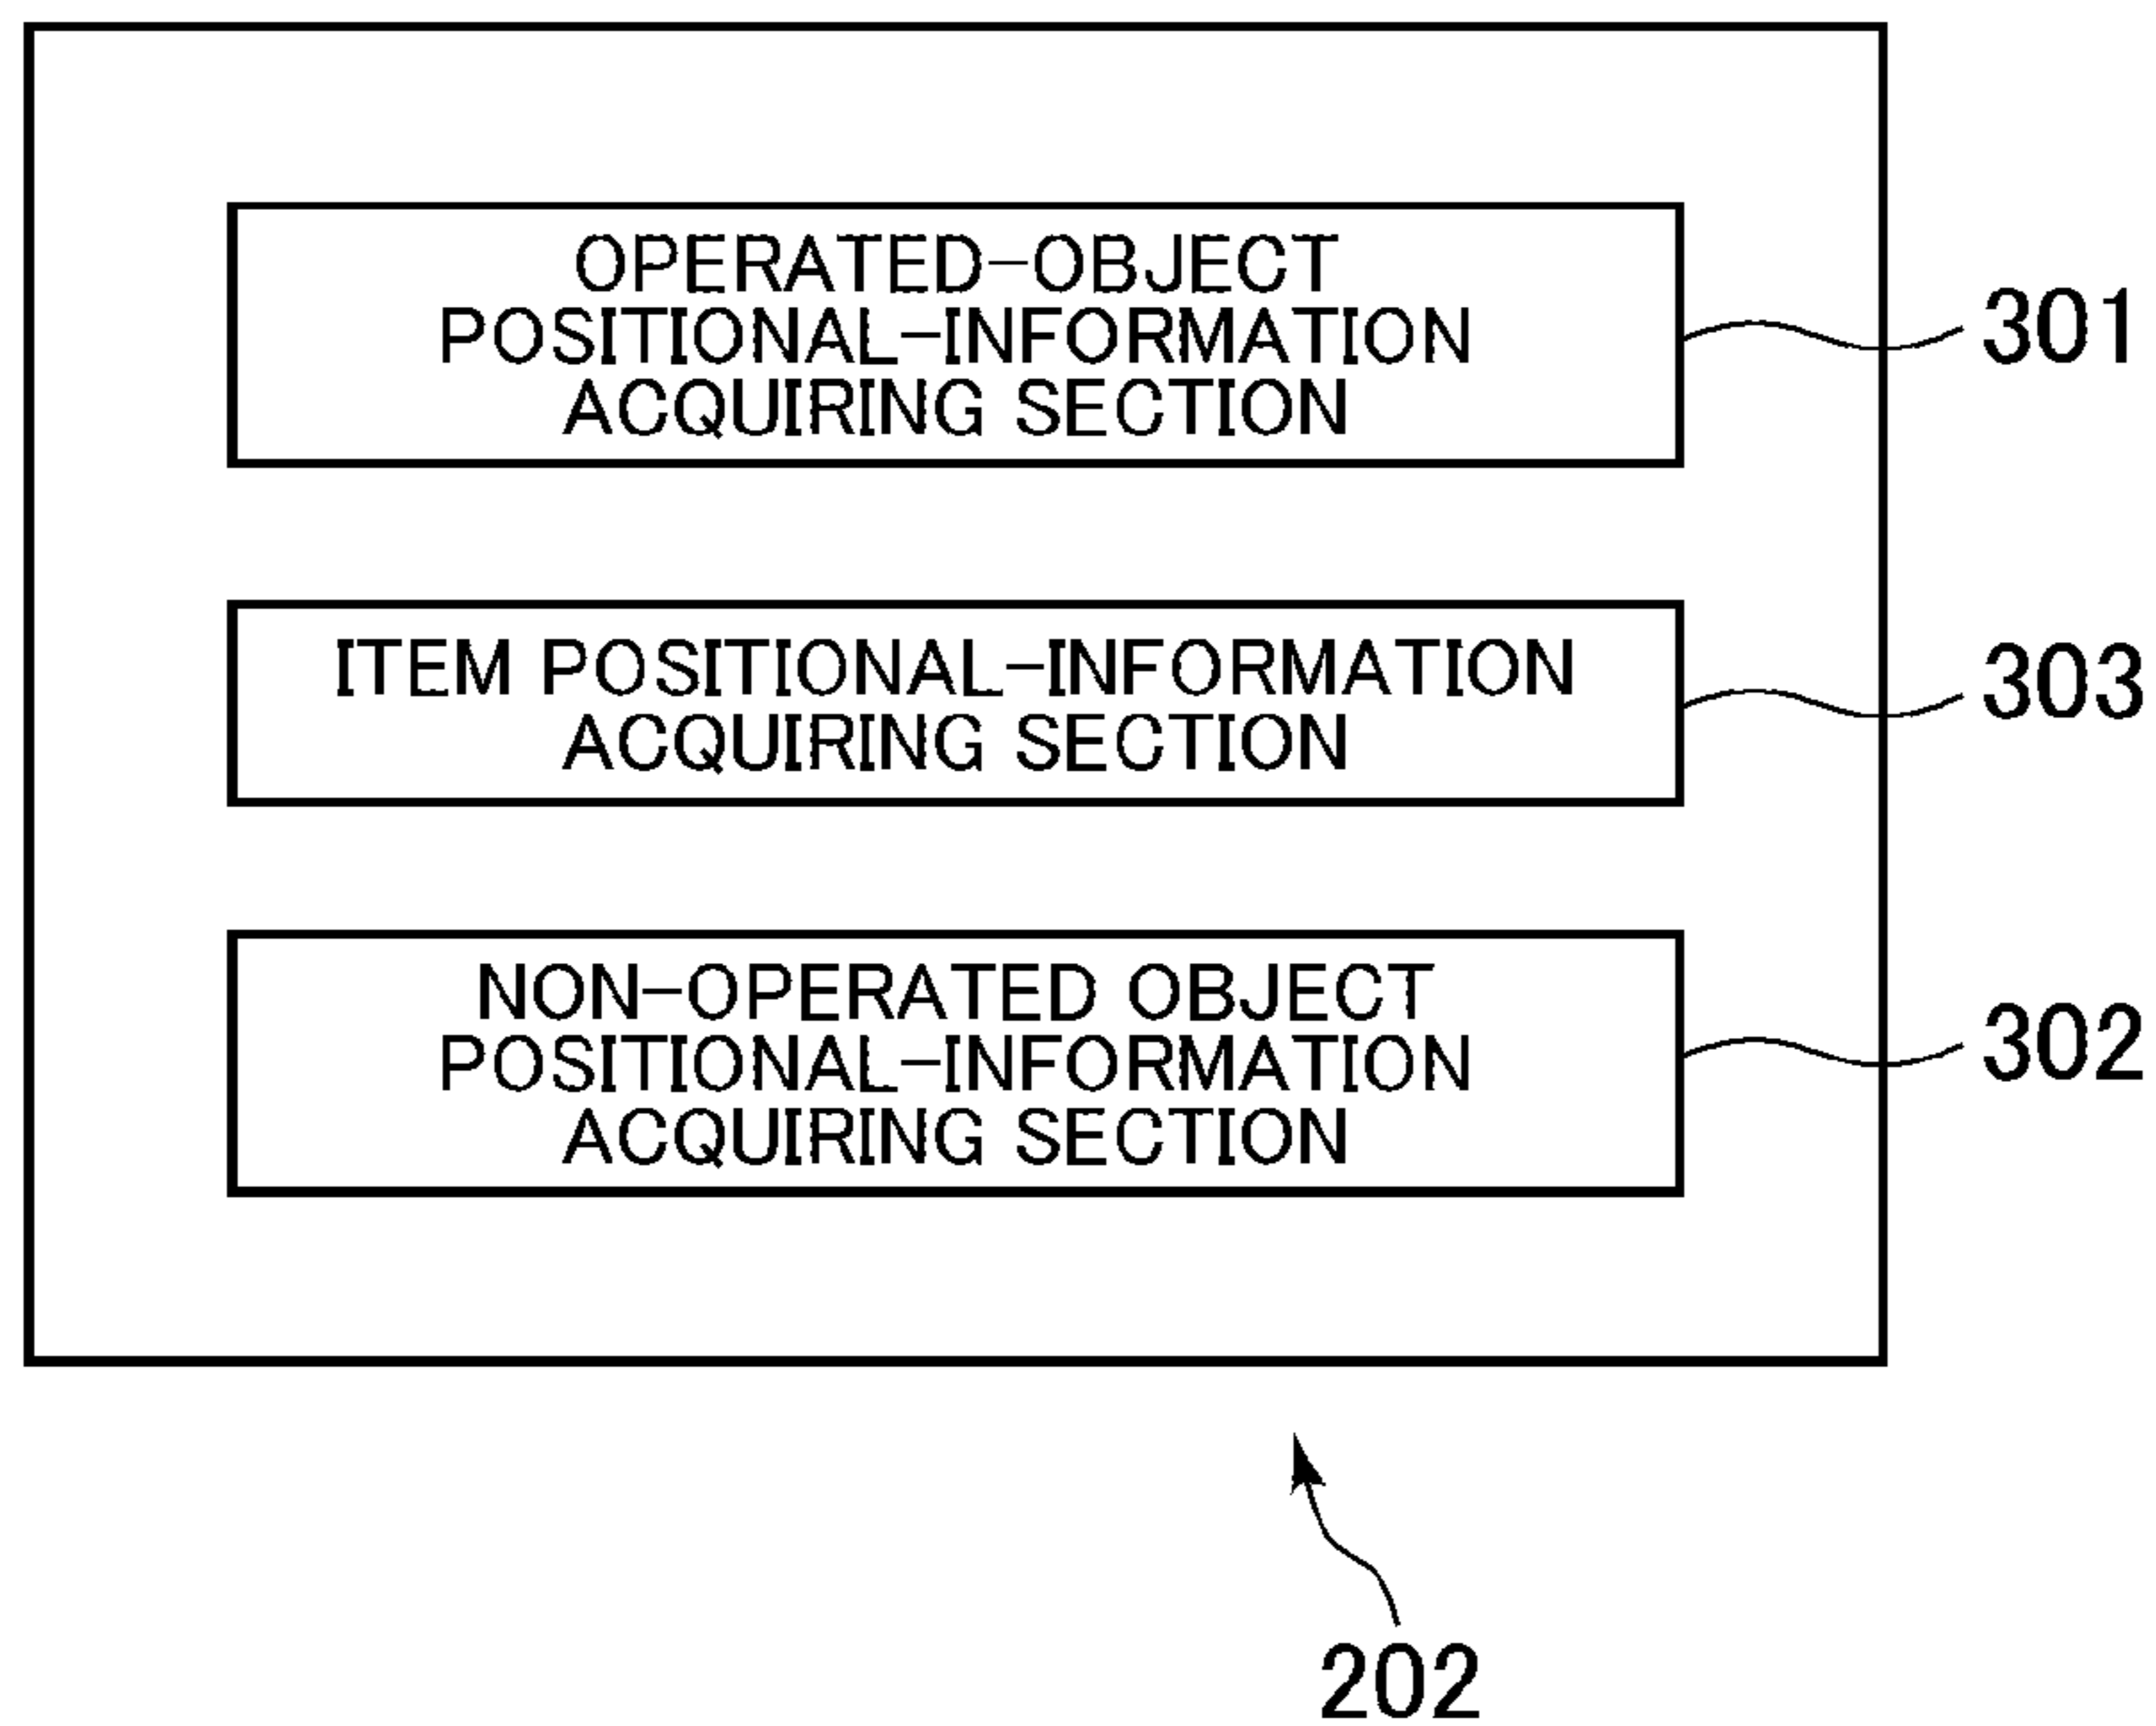 OPERATED-OBJECT
POSITIONAL-INFORMATION
ACQUIRING SECTION
301
ITEM POSITIONAL-INFORMATION
ACQUIRING SECTION
303
NON-OPERATED OBJECT
POSITIONAL-INFORMATION
ACQUIRING SECTION
302
202